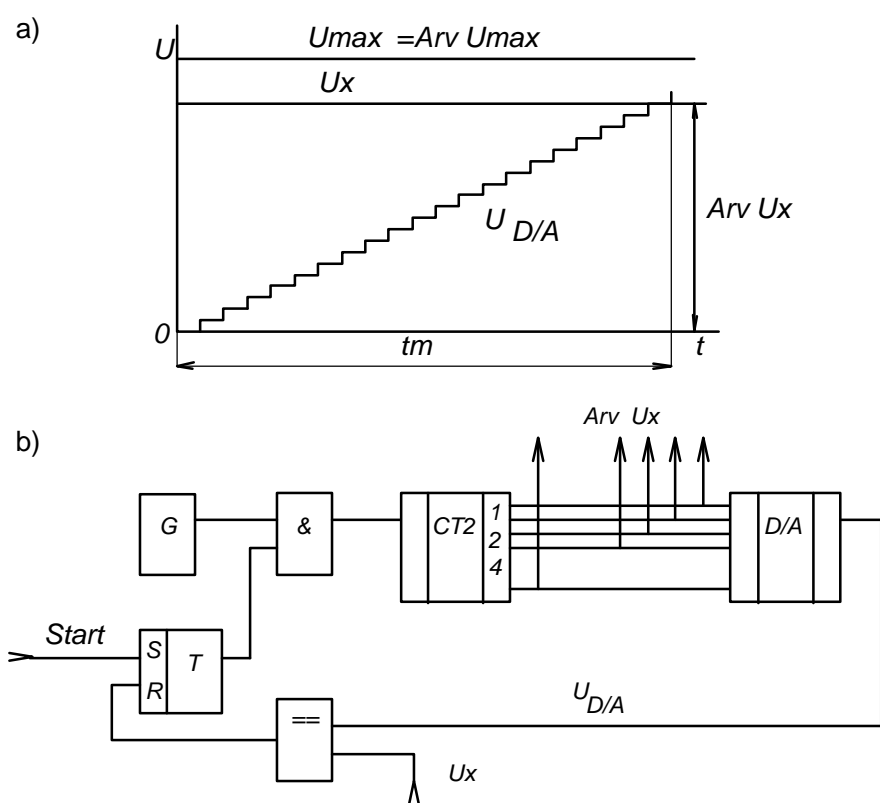 a)
U
Umax =Arv Umax
Ux
U D/A
Arv Ux
0
tm
t
b)
Arv Ux
G
&
CT2
1
2
4
D/A
Start
S
T
R
==
U D/A
Ux